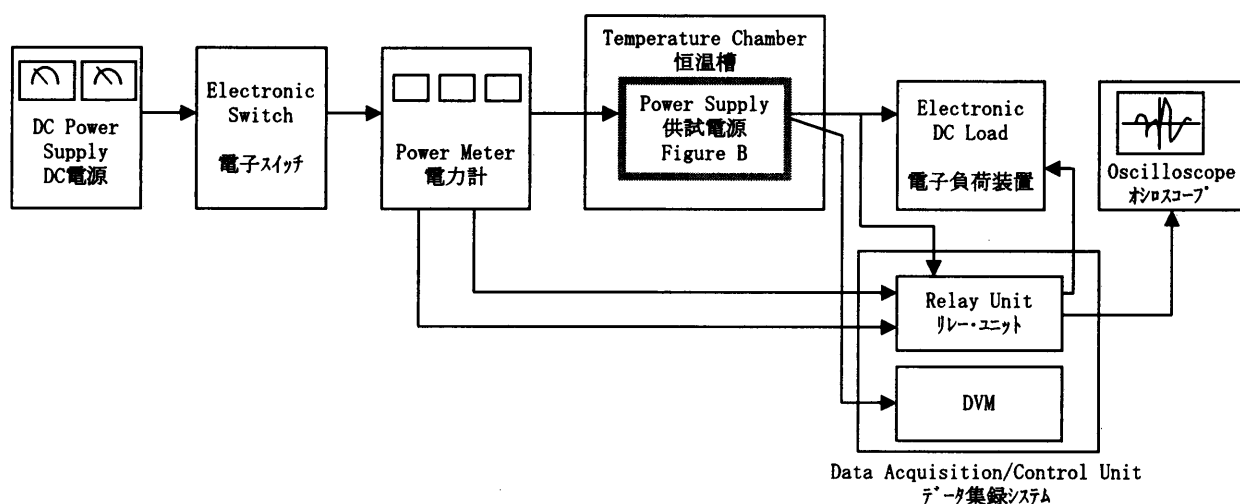 DC Power
Supply
DC電源
Electronic
Switch
電子スイッチ
Power Meter
電力計
Temperature Chamber
恒温槽
Power Supply
供試電源
Figure B
Electronic
DC Load
電子負荷装置
Oscilloscope
オシロスコープ
Relay Unit
リレー・ユニット
DVM
Data Acquisition/Control Unit
データ集録システム